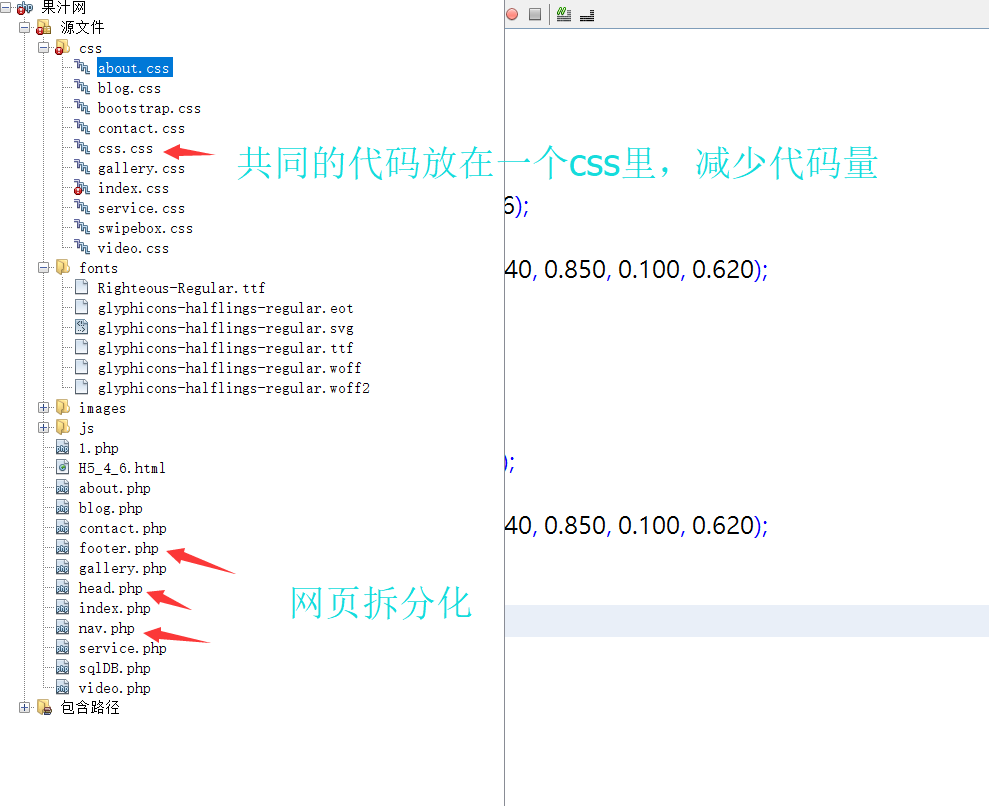 果汁网
源文件
css
about.css
blog.css
bootstrap.css
contact.css
css.css
共同的代码放在一个css里，减少代码量
gallery.css
index.css
service.css
6);
swipebox.css
video.css
fonts
40, 0.850, 0.100, 0.620);
Righteous-Regular.ttf
glyphicons-halflings-regular.eot
glyphicons-halflings-regular.svg
glyphicons-halflings-regular.ttf
glyphicons-halflings-regular.woff
glyphicons-halflings-regular.woff2
images
js
1.php
H5_4_6.html
);
about.php
blog.php
contact.php
40, 0.850, 0.100, 0.620);
footer.php
gallery.php
head.php
网页拆分化
index.php
nav.php
service.php
sqlDB.php
video.php
包含路径